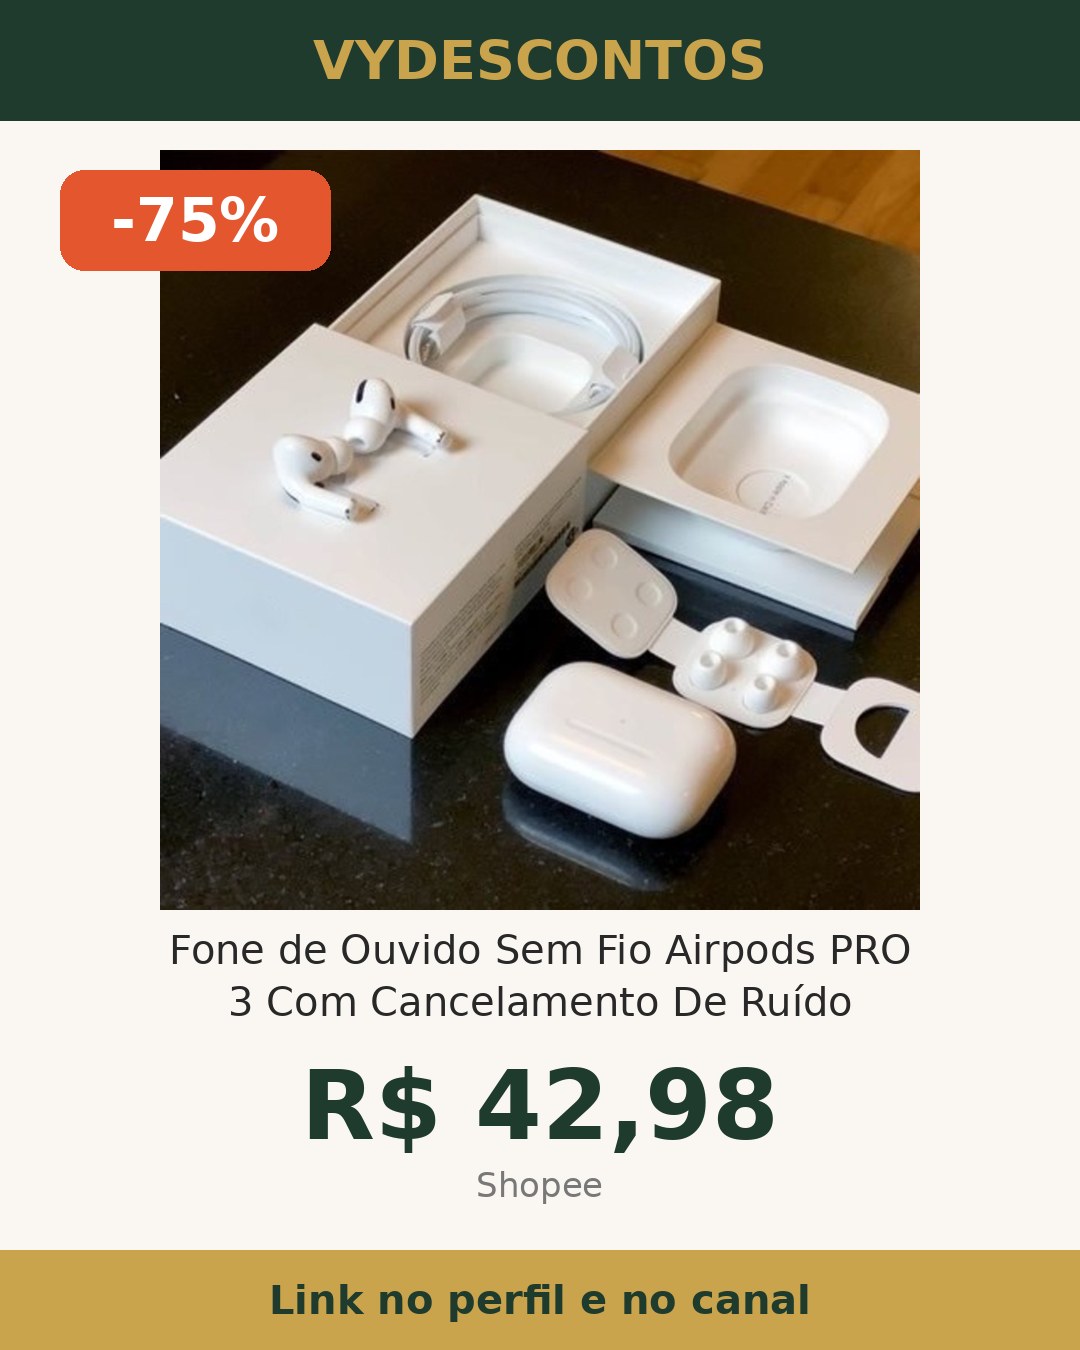 VYDESCONTOS
-75%
Fone de Ouvido Sem Fio Airpods PRO
3 Com Cancelamento De Ruído
R$ 42,98
Shopee
Link no perfil e no canal